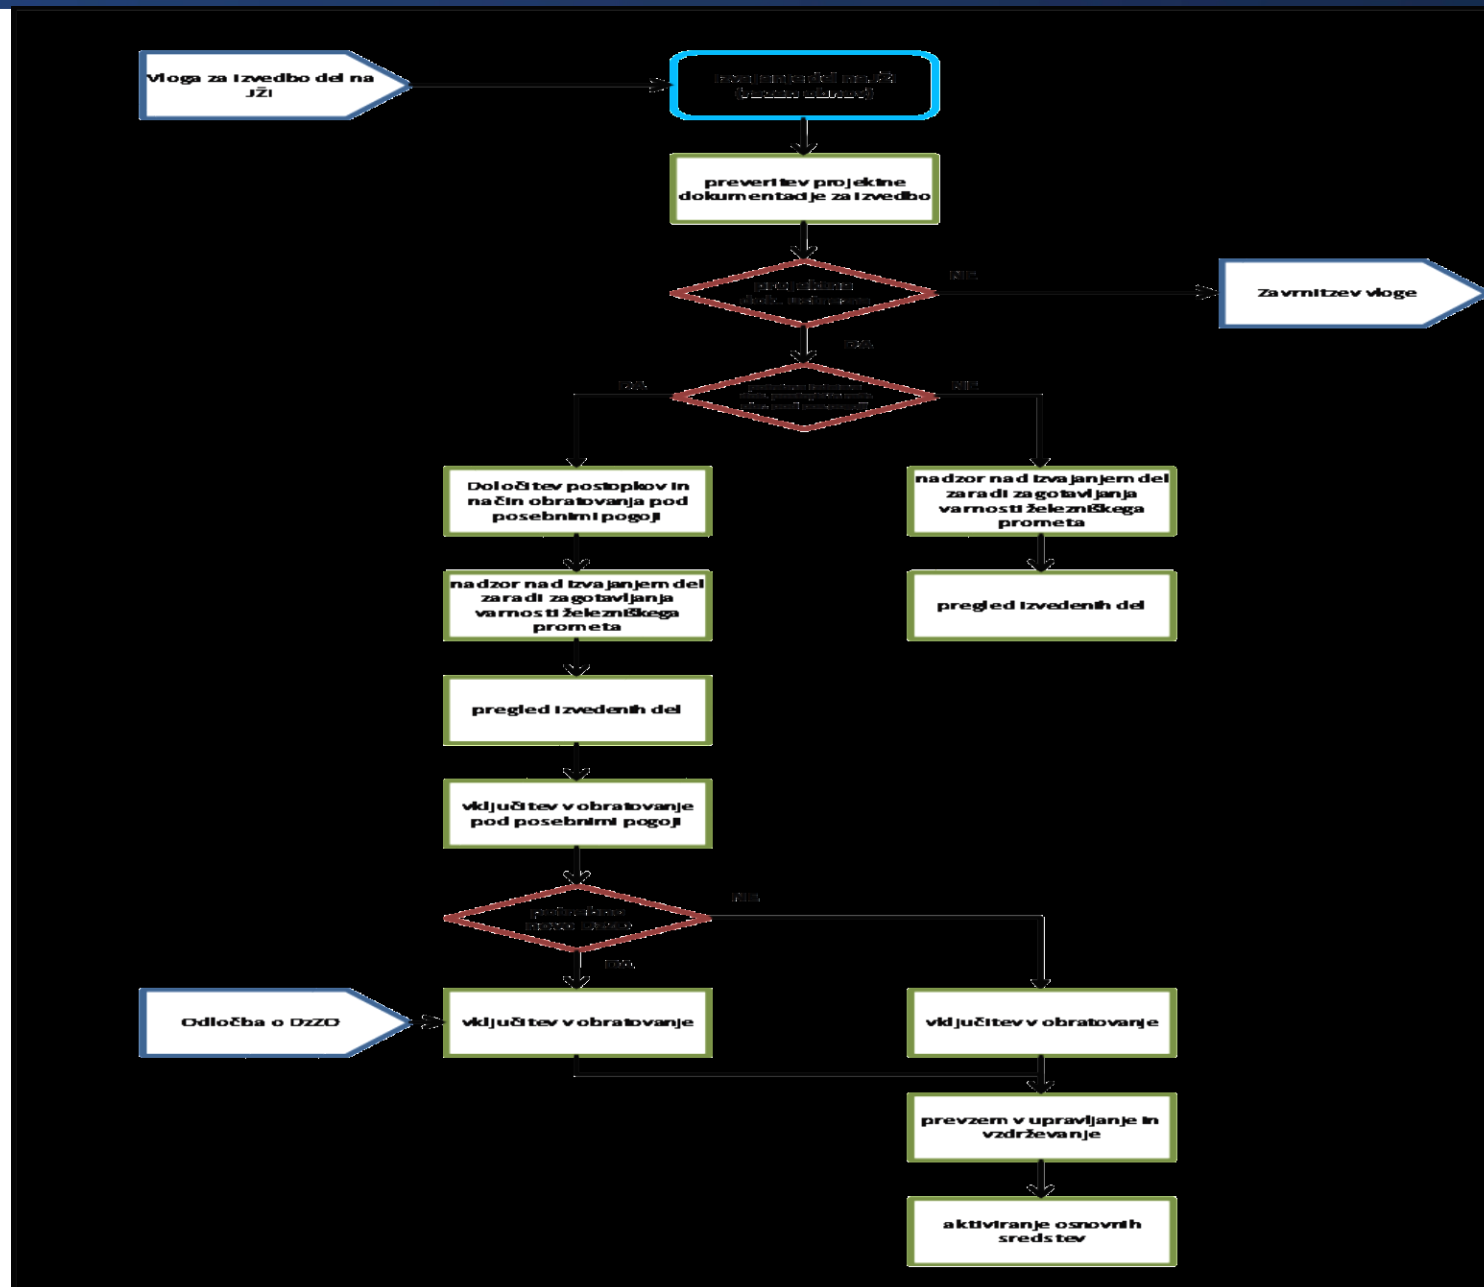 Vloga za izvedbo del na
JŽI
preveritev projektne
dokumentacije za izvedbo
NE
Zavrnitzev vloge
DA
DA
NE
Določitev postopkov in
način obratovanja pod
posebnimi pogoji
nadzor nad izvajanjem del
zaradi zagotavljanja
varnosti železniškega
prometa
nadzor nad izvajanjem del
zaradi zagotavljanja
varnosti železniškega
prometa
pregled izvedenih del
pregled izvedenih del
vključitev v obratovanje
pod posebnimi pogoji
NE
DA
Odločba o DzZO
vključitev v obratovanje
vključitev v obratovanje
prevzem v upravljanje in
vzdrževanje
aktiviranje osnovnih
sredstev